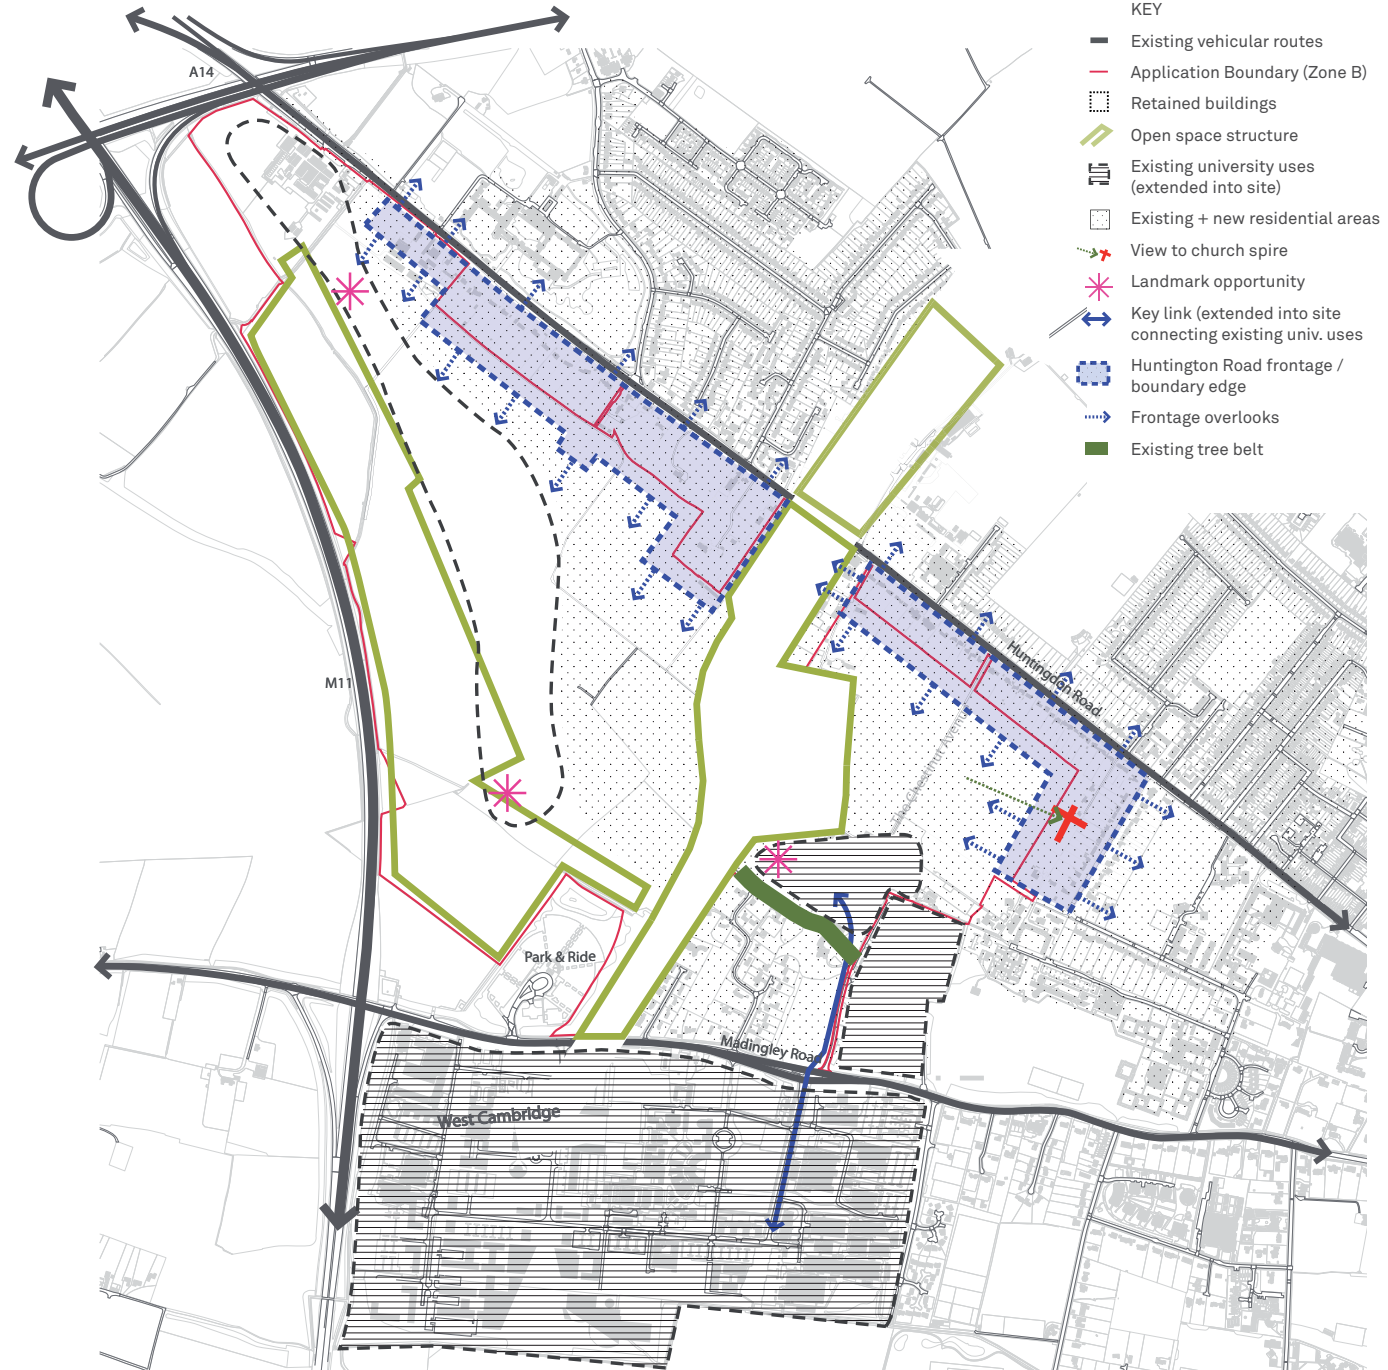 KEY
Existing vehicular routes
Application Boundary (Zone B)
Retained buildings
Open space structure
Existing university uses
(extended into site)
Existing + new residential areas
View to church spire
Landmark opportunity
Key link (extended into site
connecting existing univ. uses
Huntington Road frontage /
boundary edge
Frontage overlooks
Existing tree belt
A14
M11
Huntingdon Road
The Chestnut Avenue
Park & Ride
Madingley Road
West Cambridge